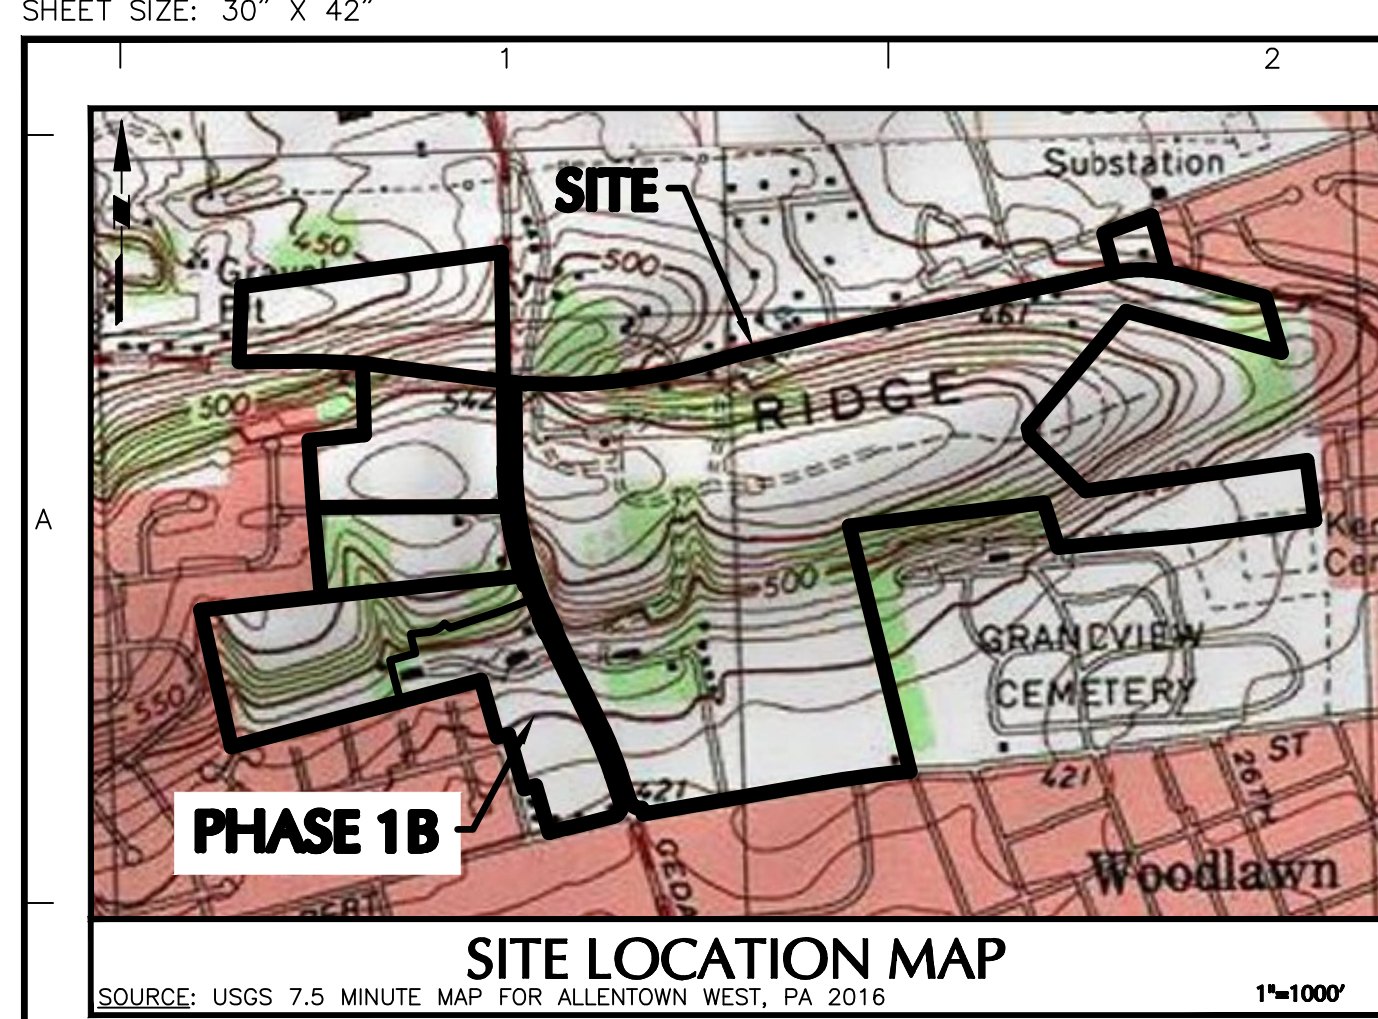 SHEET SIZE: 30" X 42"
1
2
N
Substation
SITE
450
500
Gravel
Pit
467
500
542
RIDGE
A
500
GRANDVIEW
CEMETERY
550
ST
421
26TH
421
PHASE 1B
CEDA
Woodlawn
SITE LOCATION MAP
SOURCE: USGS 7.5 MINUTE MAP FOR ALLENTOWN WEST, PA 2016
1"=1000'